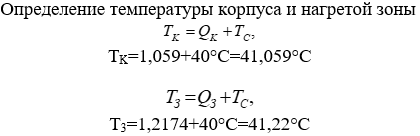 Определение температуры корпуса и нагретой зоны
T_K = Q_K + T_C,
T_К=1,059+40°С=41,059°С
T_З = Q_З + T_C,
T_З=1,2174+40°С=41,22°С